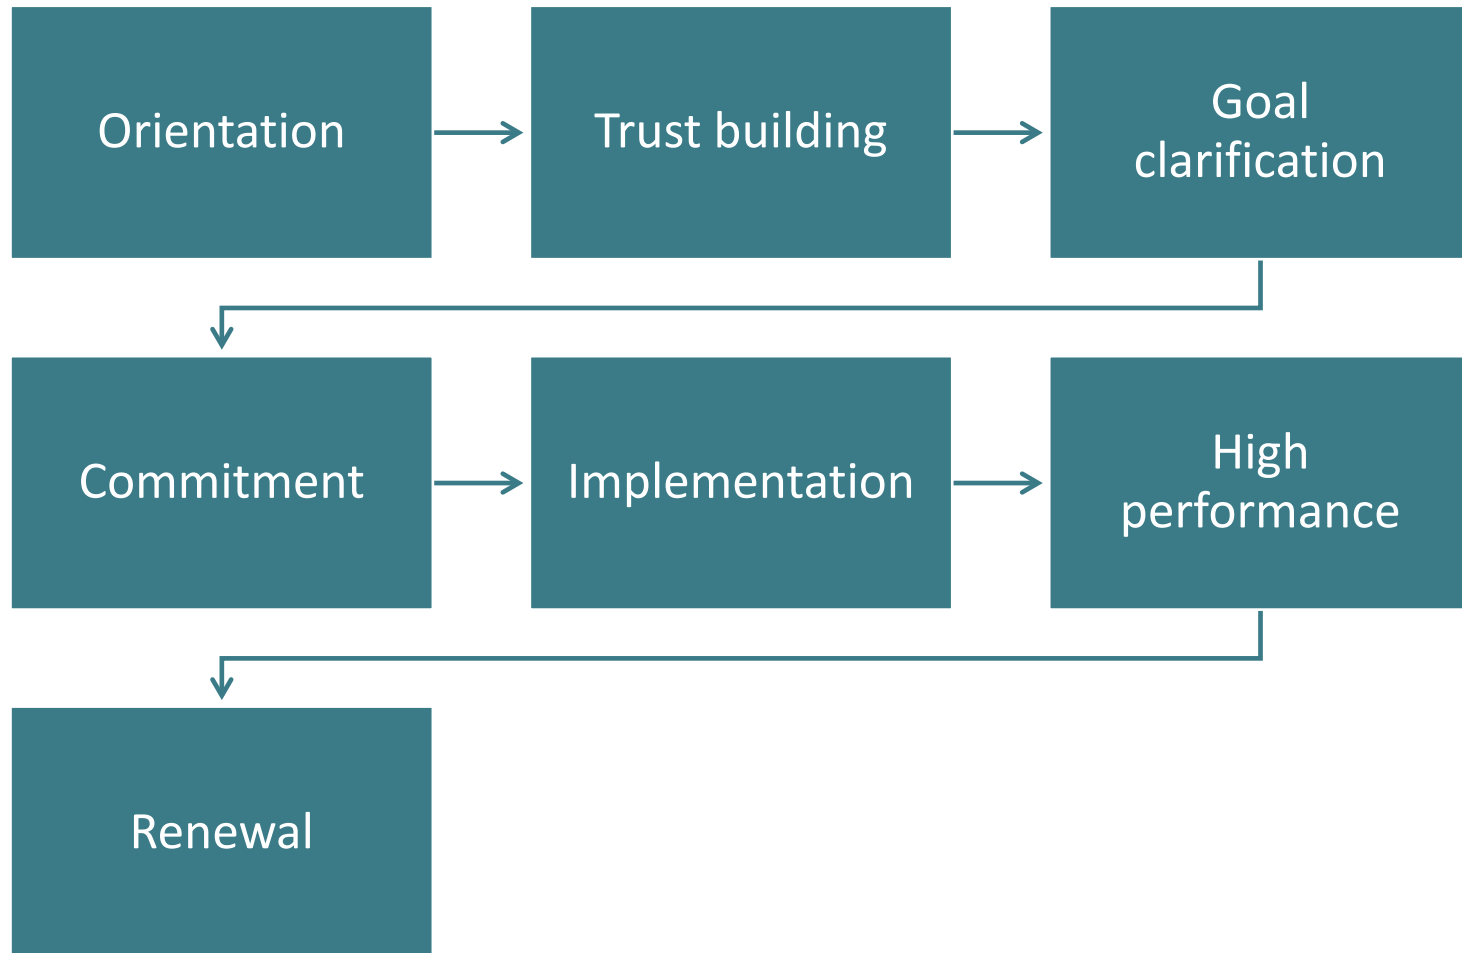 Orientation
Trust building
Goal
clarification
Commitment
Implementation
High
performance
Renewal